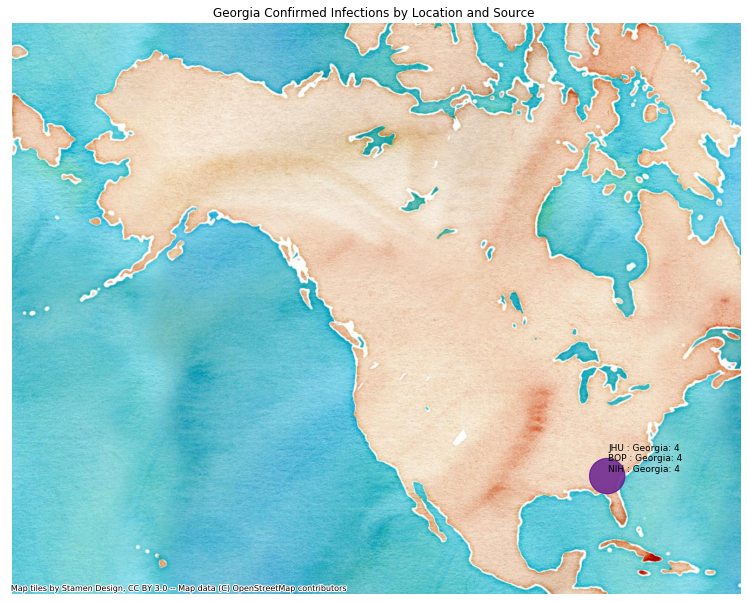 Georgia Confirmed Infections by Location and Source
JHU : Georgia: 4
BOP : Georgia: 4
NIH : Georgia: 4
Map tiles by Stamen Design, CC BY 3.0 -- Map data (C) OpenStreetMap contributors